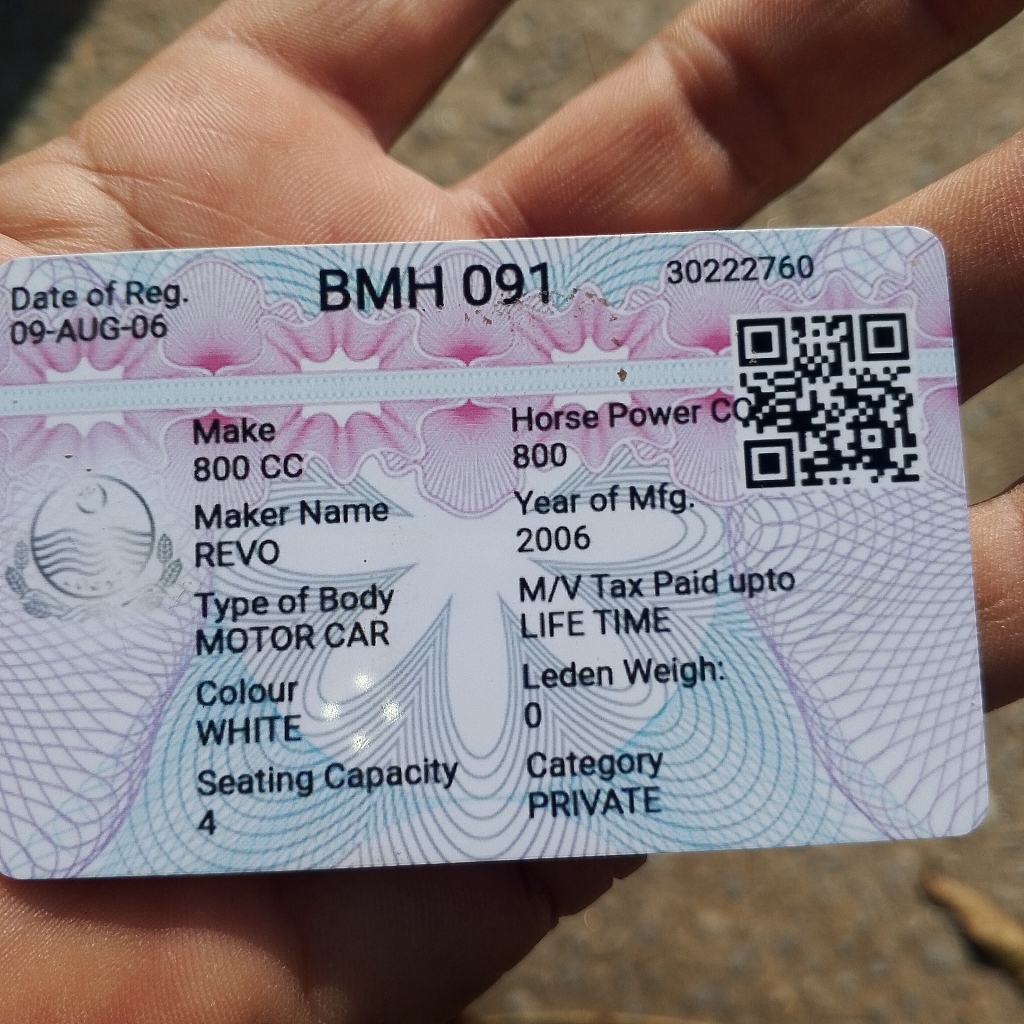 Date of Reg.
09-AUG-06
BMH 091
30222760
Make
800 CC
Maker Name
REVO
Type of Body
MOTOR CAR
Colour
WHITE
Seating Capacity
4
Horse Power CC
800
Year of Mfg.
2006
M/V Tax Paid upto
LIFE TIME
Leden Weigh:
0
Category
PRIVATE